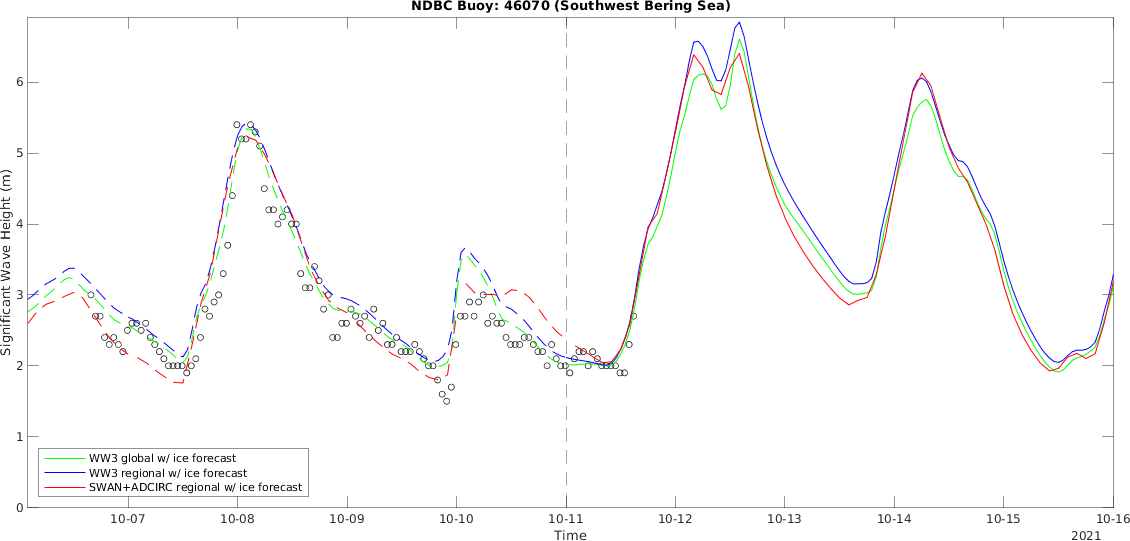 NDBC Buoy: 46070 (Southwest Bering Sea)
Significant Wave Height (m)
6
5
4
3
2
1
0
WW3 global w/ ice forecast
WW3 regional w/ ice forecast
SWAN+ADCIRC regional w/ ice forecast
10-07 10-08 10-09 10-10 10-11 10-12 10-13 10-14 10-15 10-16
Time
2021